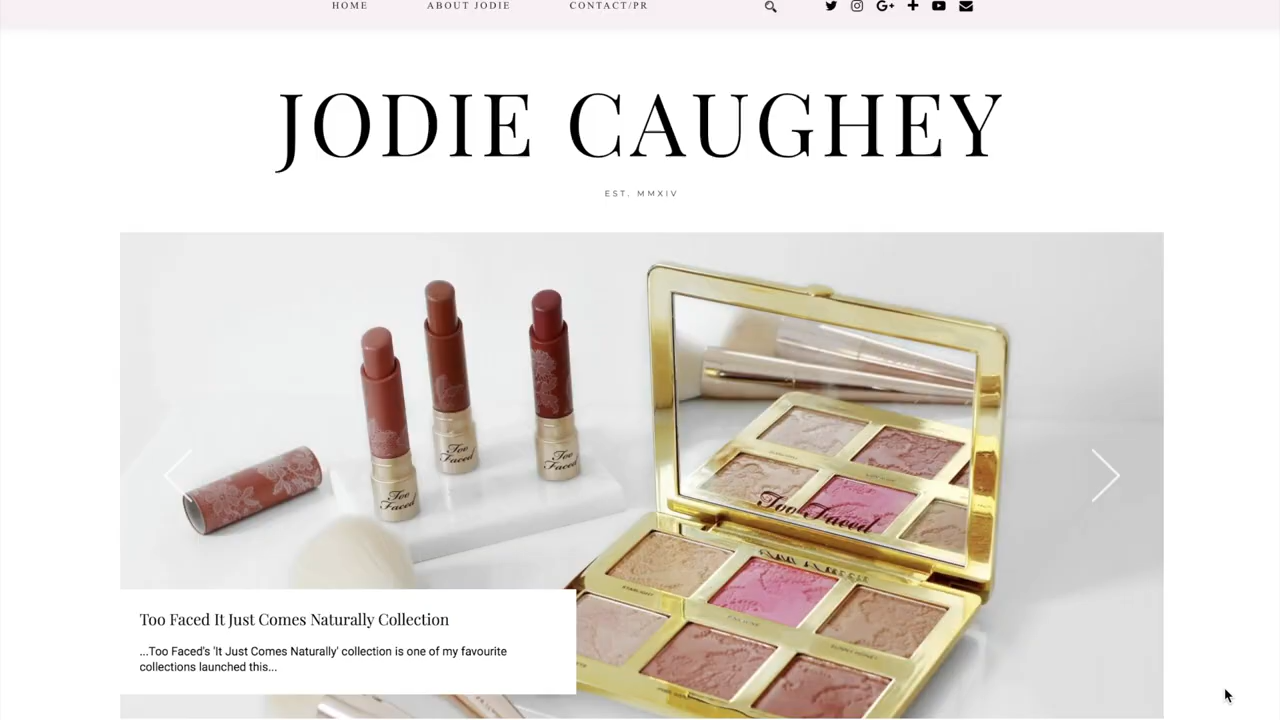 HOME ABOUT JODIE CONTACT/PR
JODIE CAUGHEY
EST. MMXIV
Too Faced
Too Faced
Too Faced
Too Faced
Too Faced It Just Comes Naturally Collection
...Too Faced's 'It Just Comes Naturally' collection is one of my favourite
collections launched this...